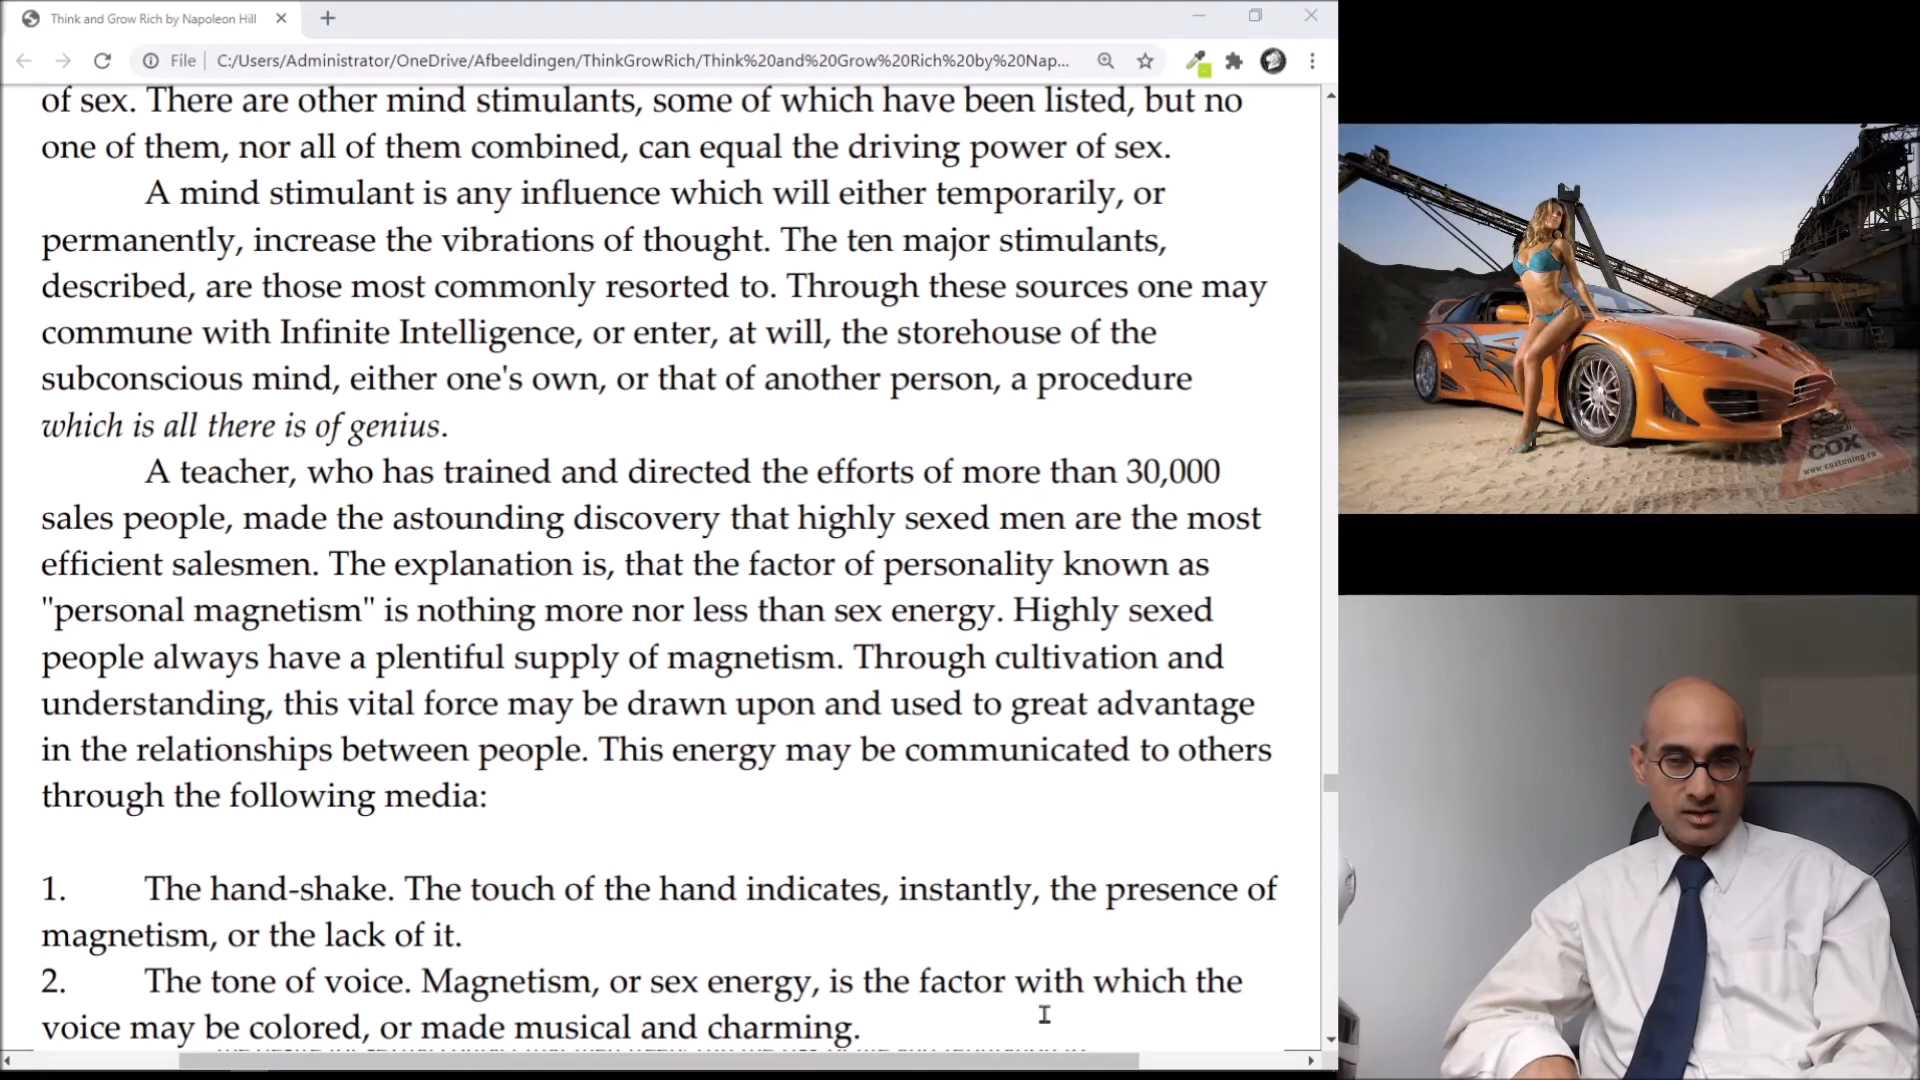 Think and Grow Rich by Napoleon Hill
File
C:/Users/Administrator/OneDrive/Afbeeldingen/ThinkGrowRich/Think%20and%20Grow%20Rich%20by%20Nap...
of sex. There are other mind stimulants, some of which have been listed, but no
one of them, nor all of them combined, can equal the driving power of sex.
A mind stimulant is any influence which will either temporarily, or
permanently, increase the vibrations of thought. The ten major stimulants,
described, are those most commonly resorted to. Through these sources one may
commune with Infinite Intelligence, or enter, at will, the storehouse of the
subconscious mind, either one's own, or that of another person, a procedure
which is all there is of genius.
A teacher, who has trained and directed the efforts of more than 30,000
sales people, made the astounding discovery that highly sexed men are the most
efficient salesmen. The explanation is, that the factor of personality known as
"personal magnetism" is nothing more nor less than sex energy. Highly sexed
people always have a plentiful supply of magnetism. Through cultivation and
understanding, this vital force may be drawn upon and used to great advantage
in the relationships between people. This energy may be communicated to others
through the following media:
1. The hand-shake. The touch of the hand indicates, instantly, the presence of
magnetism, or the lack of it.
2. The tone of voice. Magnetism, or sex energy, is the factor with which the
voice may be colored, or made musical and charming.
COX
www.coxtuning.ru